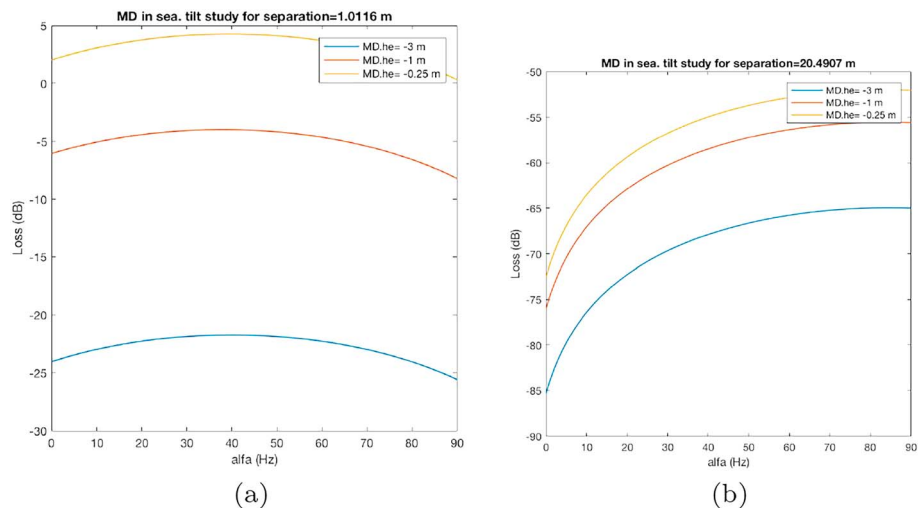 MD in sea. tilt study for separation=1.0116 m
MD.he= -3 m
MD.he= -1 m
MD.he= -0.25 m
5
0
-5
-10
-15
-20
-25
-30
Loss (dB)
0 10 20 30 40 50 60 70 80 90
alfa (Hz)
(a)
MD in sea. tilt study for separation=20.4907 m
MD.he= -3 m
MD.he= -1 m
MD.he= -0.25 m
-50
-55
-60
-65
-70
-75
-80
-85
-90
Loss (dB)
0 10 20 30 40 50 60 70 80 90
alfa (Hz)
(b)